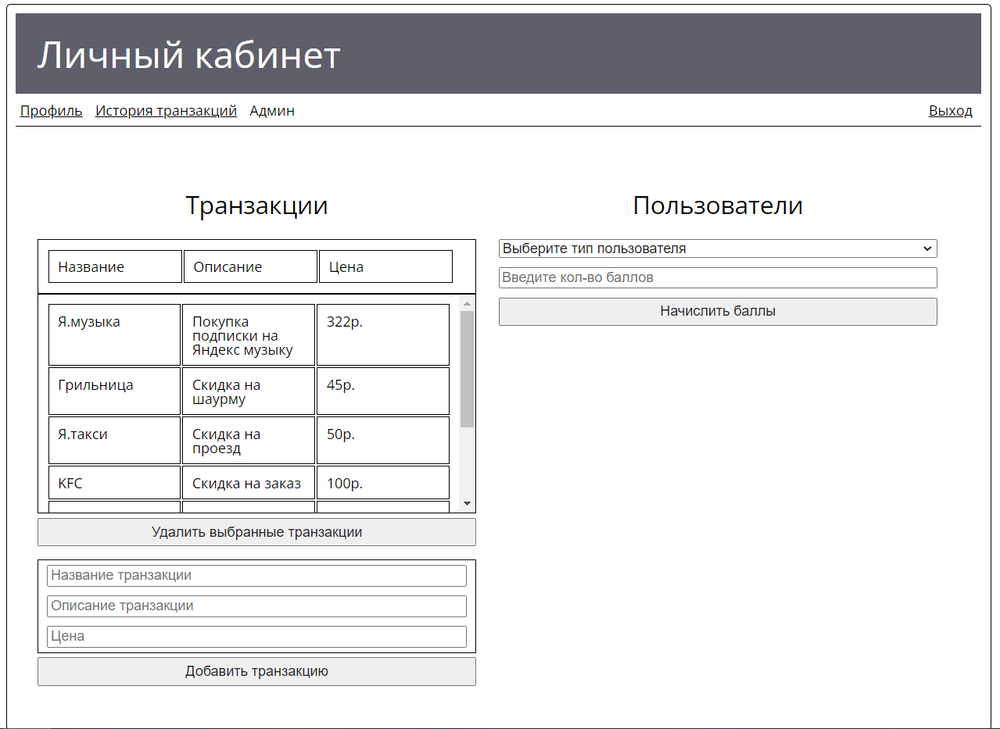 Личный кабинет
Профиль История транзакций Админ Выход
Транзакции
Название Описание Цена
Я.музыка Покупка подписки на Яндекс музыку 322р.
Грильница Скидка на шаурму 45р.
Я.такси Скидка на проезд 50р.
KFC Скидка на заказ 100р.
Удалить выбранные транзакции
Название транзакции
Описание транзакции
Цена
Добавить транзакцию
Пользователи
Выберите тип пользователя
Введите кол-во баллов
Начислить баллы